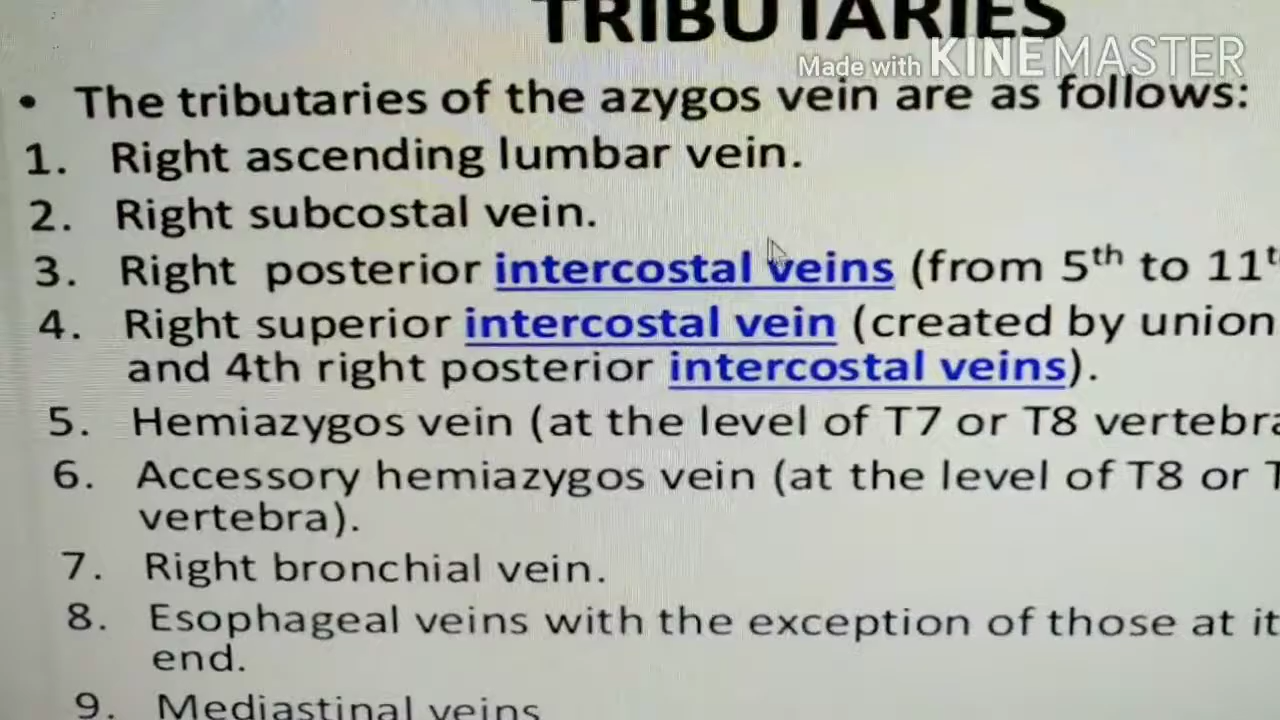 TRIBUTARIES
Made with KINEMASTER
• The tributaries of the azygos vein are as follows:
1. Right ascending lumbar vein.
2. Right subcostal vein.
3. Right posterior intercostal veins (from 5th to 11
4. Right superior intercostal vein (created by union
and 4th right posterior intercostal veins).
5. Hemiazygos vein (at the level of T7 or T8
6. Accessory hemiazygos vein (at the level of T8 or
vertebra).
7. Right bronchial vein.
8. Esophageal veins with the exception of those at
end.
9. Mediastinal veins